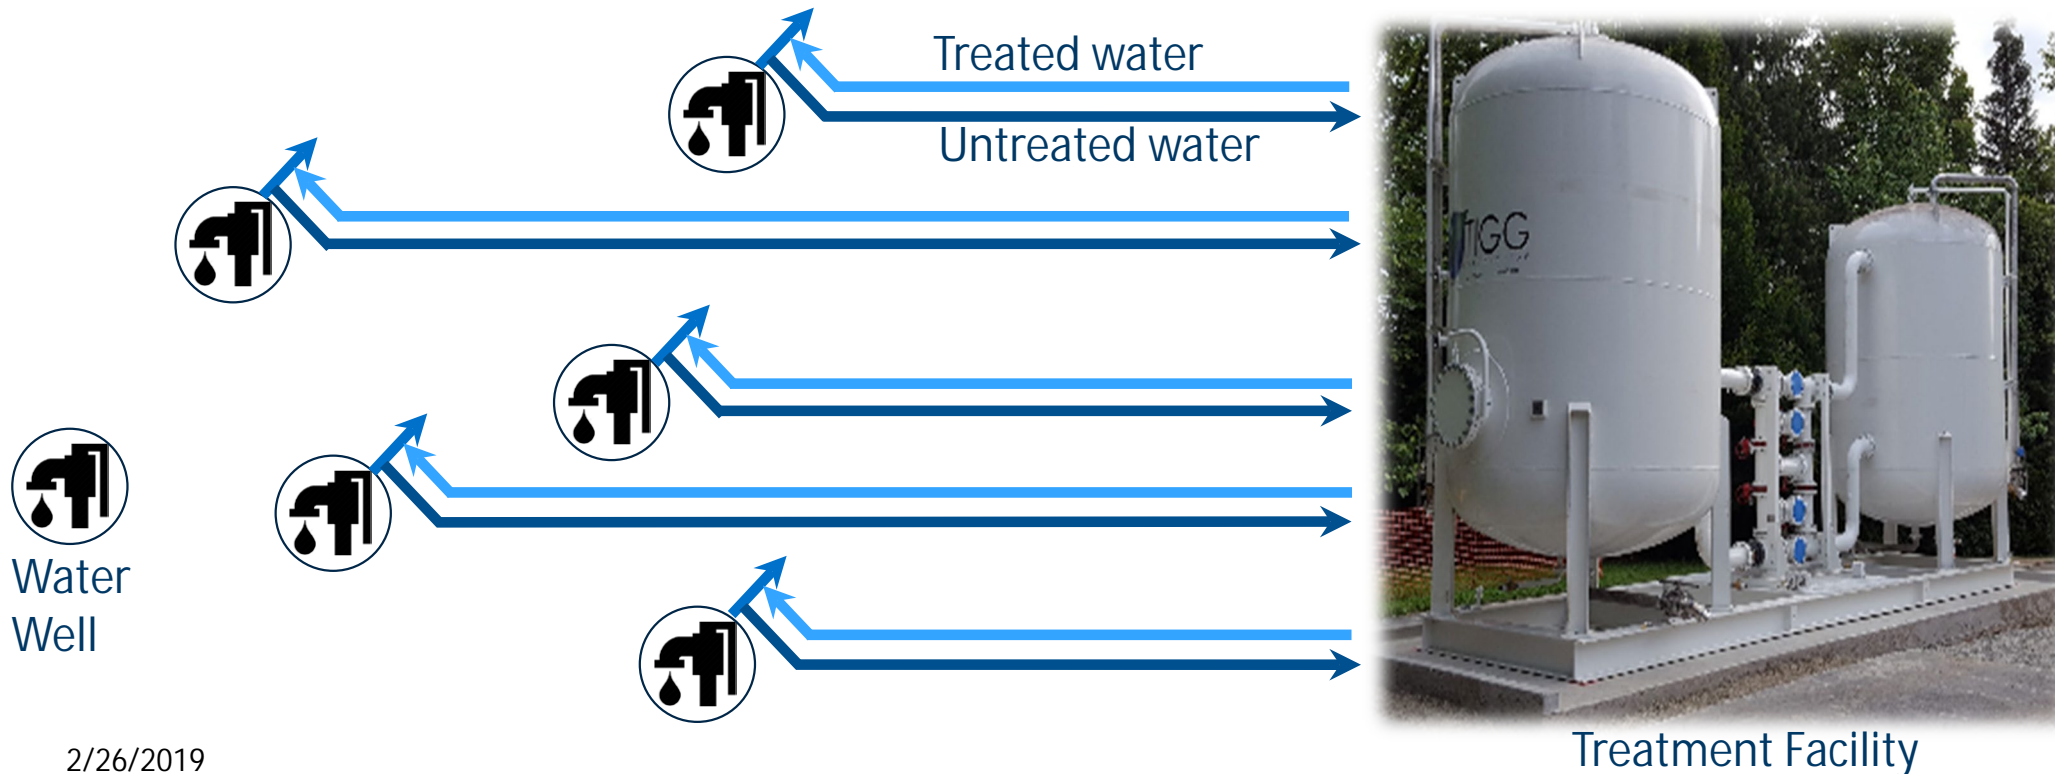 Treated water
Untreated water
TIGG
Water
Well
2/26/2019
Treatment Facility